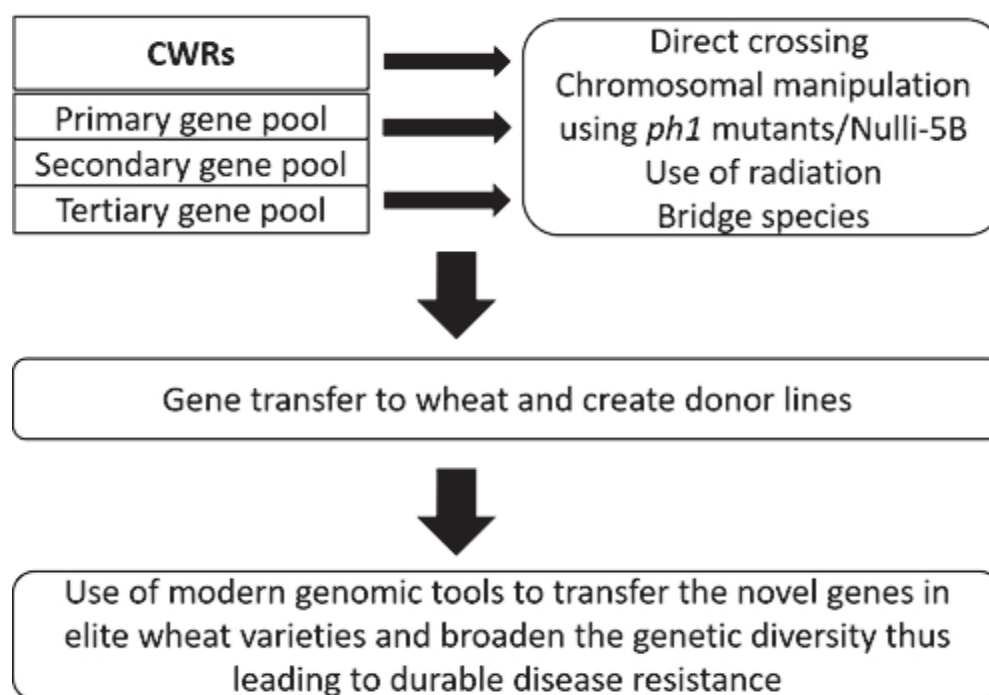 CWRs
Primary gene pool
Secondary gene pool
Tertiary gene pool
Direct crossing
Chromosomal manipulation
using ph1 mutants/Nulli-5B
Use of radiation
Bridge species
Gene transfer to wheat and create donor lines
Use of modern genomic tools to transfer the novel genes in
elite wheat varieties and broaden the genetic diversity thus
leading to durable disease resistance